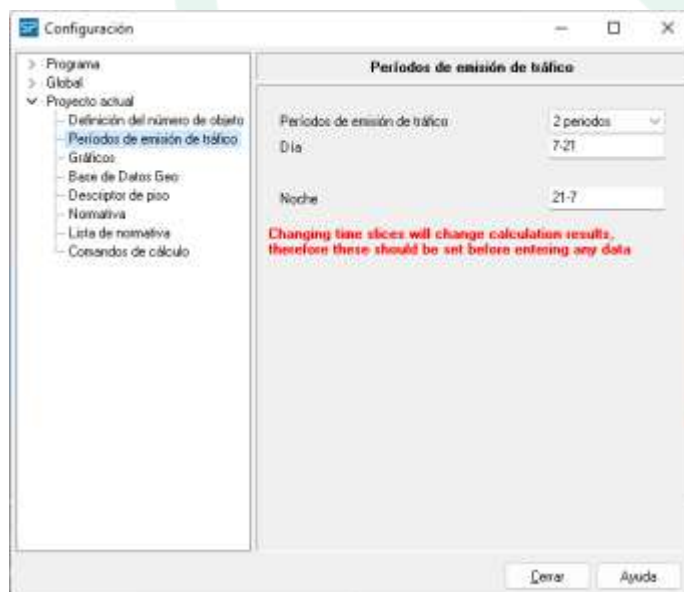 Configuración
Programa
Global
Proyecto actual
Definición del número de objeto
Períodos de emisión de tráfico
Gráficos
Base de Datos Geo
Descriptor de piso
Normativa
Lista de normativa
Comandos de cálculo
Períodos de emisión de tráfico
Períodos de emisión de tráfico 2 periodos
Día 7-21
Noche 21-7
Changing time slices will change calculation results,
therefore these should be set before entering any data
Cerrar Ayuda